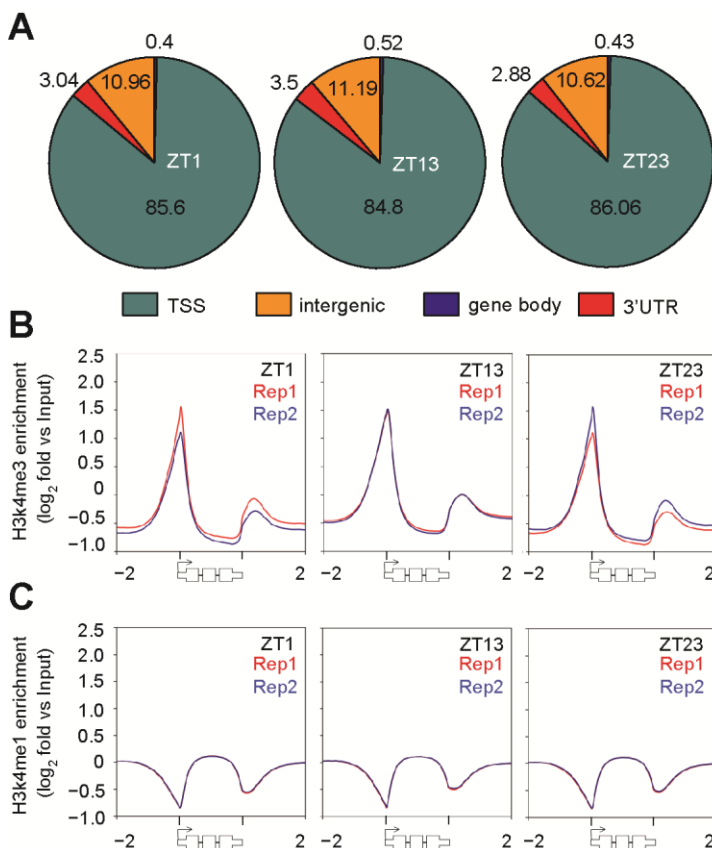 A
0.4
0.52
0.43
3.04
10.96
3.5
11.19
2.88
10.62
ZT1
ZT13
ZT23
85.6
84.8
86.06
TSS
intergenic
gene body
3'UTR
B
H3k4me3 enrichment
(log2 fold vs Input)
2.5
2.0
1.5
1.0
0.5
0
−0.5
−1.0
ZT1
Rep1
Rep2
ZT13
Rep1
Rep2
ZT23
Rep1
Rep2
−2
2
−2
2
−2
2
C
H3k4me1 enrichment
(log2 fold vs Input)
2.5
2.0
1.5
1.0
0.5
0
−0.5
−1.0
ZT1
Rep1
Rep2
ZT13
Rep1
Rep2
ZT23
Rep1
Rep2
−2
2
−2
2
−2
2